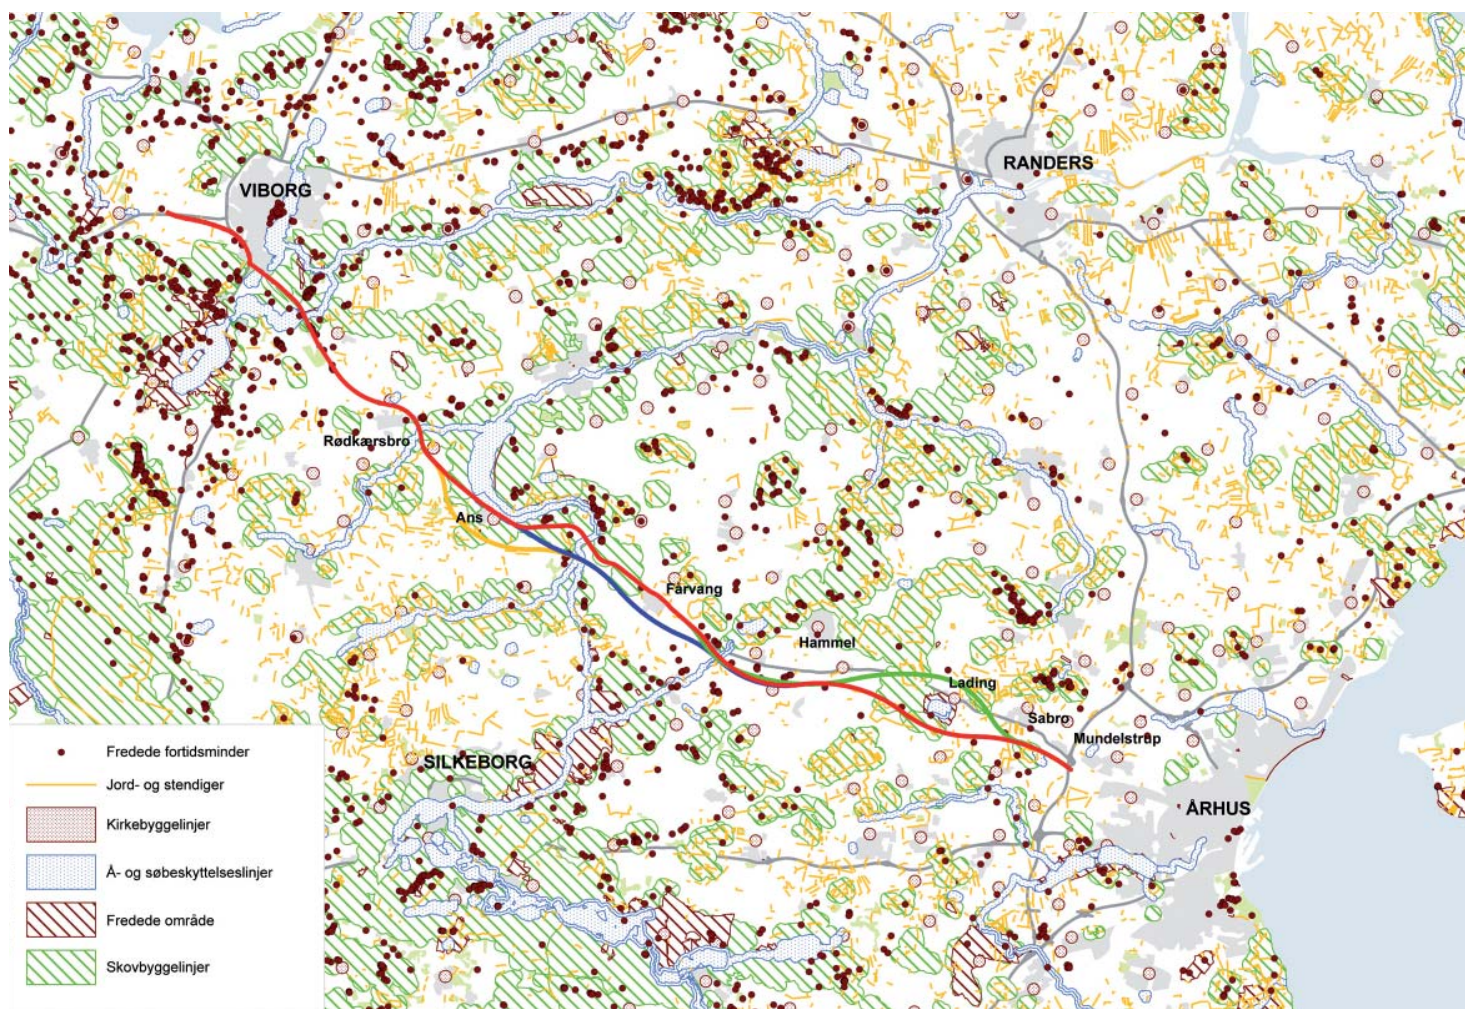 VIBORG
RANDERS
Rødkærsbro
Ans
Fårvang
Hammel
Lading
Sabro
Mundelstrup
SILKEBORG
ÅRHUS
Fredede fortidsminder
Jord- og stendiger
Kirkebyggelinjer
Å- og søbeskyttelseslinjer
Fredede område
Skovbyggelinjer